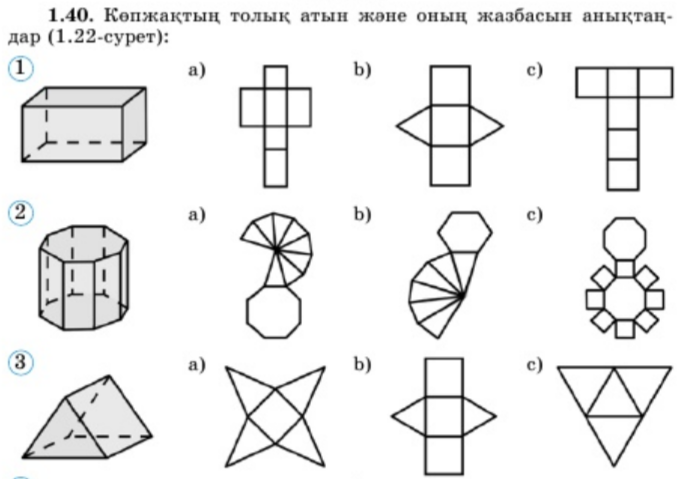 1.40. Көпжақтың толық атын және оның жазбасын анықтаң-
дар (1.22-сурет):
1 a) b) c)
2 a) b) c)
3 a) b) c)